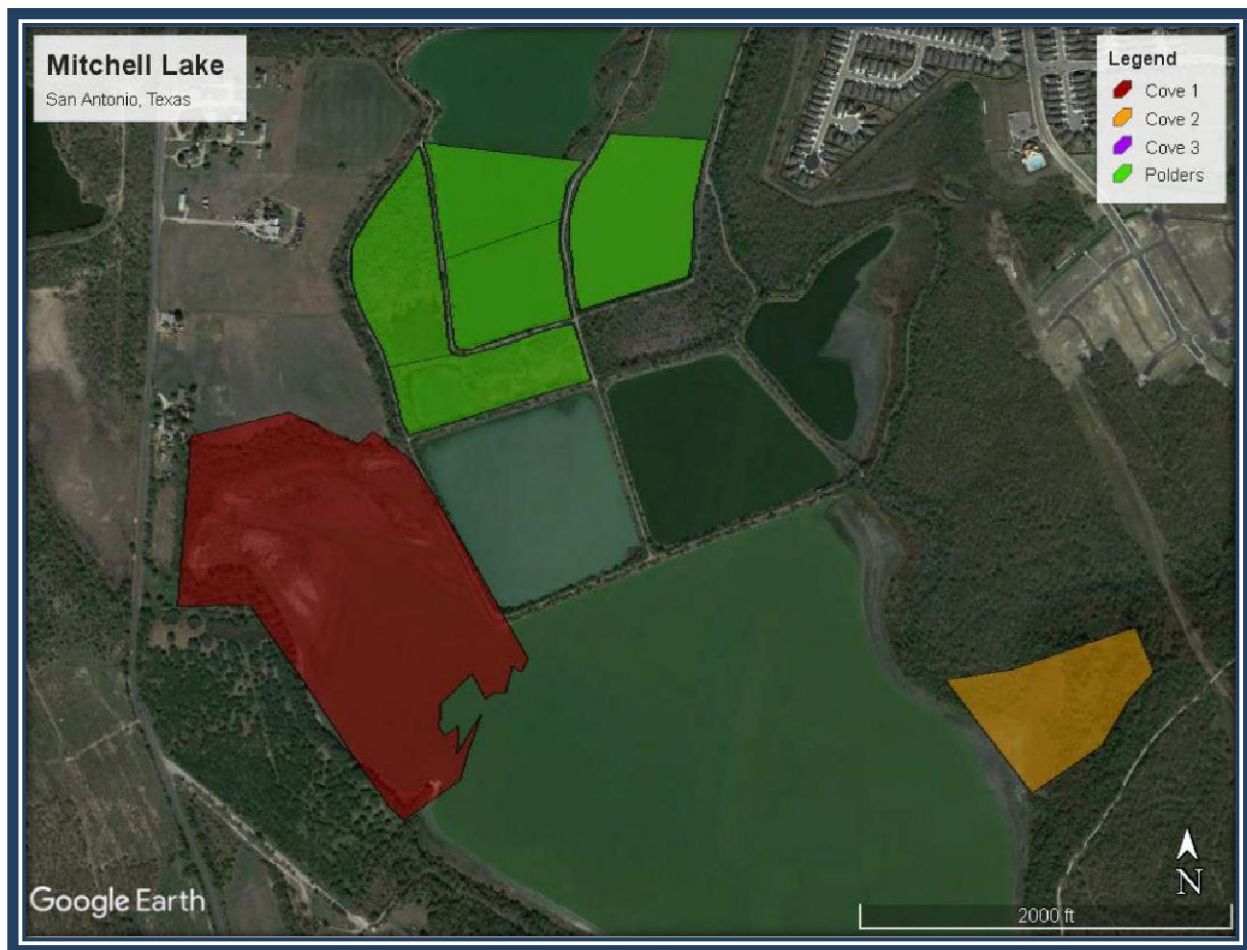 Mitchell Lake
San Antonio, Texas
Legend
Cove 1
Cove 2
Cove 3
Polders
N
Google Earth
2000 ft